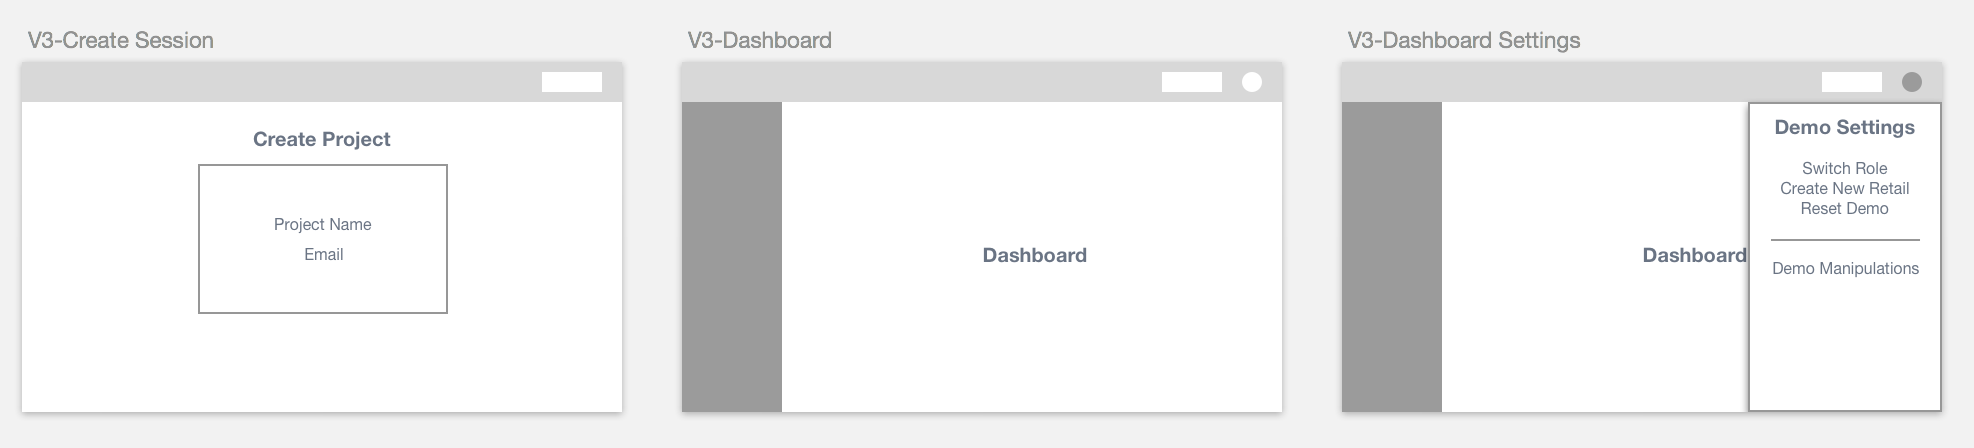 V3-Create Session
Create Project
Project Name
Email
V3-Dashboard
Dashboard
V3-Dashboard Settings
Dashboard
Demo Settings
Switch Role
Create New Retail
Reset Demo
Demo Manipulations